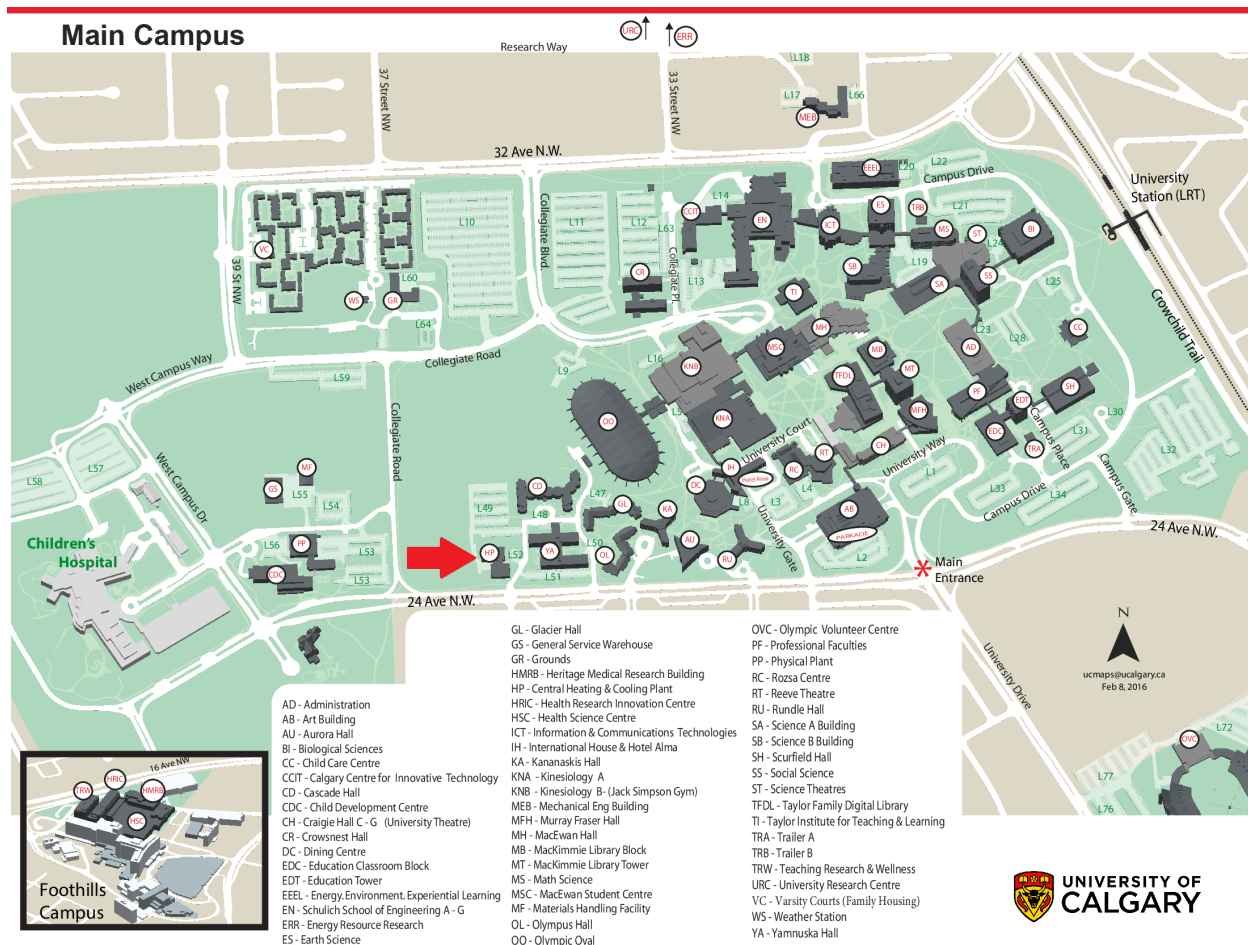 Main Campus
URC
ERR
Research Way
37 Street NW
33 Street NW
L18
L17
L66
MEB
32 Ave N.W.
EEEL
L20
L22
Campus Drive
University
Station (LRT)
VC
39 St NW
Collegiate Blvd.
L10
L11
L12
L63
Collegiate Pl.
CCIT
L14
EN
ICT
ES
TRB
L21
MS
ST
L24
BI
L19
SS
SA
SB
CR
L13
TI
L60
WS
GR
L64
L25
L23
L28
CC
Crowchild Trail
West Campus Way
Collegiate Road
L59
L9
L16
KNB
MSC
MH
MB
MT
AD
TFDL
PF
SH
EDT
EDC
MFH
OO
L5
KNA
University Court
CH
RT
RC
University Way
TRA
Campus Place
L31
L30
L32
Campus Gate
Collegiate Road
L57
L58
West Campus Dr
MF
GS
L55
L54
L49
CD
L47
L48
GL
KA
DC
IH
Hotel Alma
L8
L3
L4
L1
L33
L34
Campus Drive
24 Ave N.W.
AB
PARKADE
L2
University Gate
Children's
Hospital
L56
PP
L53
L53
CDC
HP
L52
YA
L50
OL
L51
AU
RU
Main
Entrance
24 Ave N.W.
N
ucmaps@ucalgary.ca
Feb 8, 2016
University Drive
OVC
L72
L77
L76
AD - Administration
AB - Art Building
AU - Aurora Hall
BI - Biological Sciences
CC - Child Care Centre
CCIT - Calgary Centre for Innovative Technology
CD - Cascade Hall
CDC - Child Development Centre
CH - Craigie Hall C - G (University Theatre)
CR - Crowsnest Hall
DC - Dining Centre
EDC - Education Classroom Block
EDT - Education Tower
EEEL - Energy. Environment. Experiential Learning
EN - Schulich School of Engineering A - G
ERR - Energy Resource Research
ES - Earth Science
GL - Glacier Hall
GS - General Service Warehouse
GR - Grounds
HMRB - Heritage Medical Research Building
HP - Central Heating & Cooling Plant
HRIC - Health Research Innovation Centre
HSC - Health Science Centre
ICT - Information & Communications Technologies
IH - International House & Hotel Alma
KA - Kananaskis Hall
KNA - Kinesiology A
KNB - Kinesiology B- (Jack Simpson Gym)
MEB - Mechanical Eng Building
MFH - Murray Fraser Hall
MH - MacEwan Hall
MB - MacKimmie Library Block
MT - MacKimmie Library Tower
MS - Math Science
MSC - MacEwan Student Centre
MF - Materials Handling Facility
OL - Olympus Hall
OO - Olympic Oval
OVC - Olympic Volunteer Centre
PF - Professional Faculties
PP - Physical Plant
RC - Rozsa Centre
RT - Reeve Theatre
RU - Rundle Hall
SA - Science A Building
SB - Science B Building
SH - Scurfield Hall
SS - Social Science
ST - Science Theatres
TFDL - Taylor Family Digital Library
TI - Taylor Institute for Teaching & Learning
TRA - Trailer A
TRB - Trailer B
TRW - Teaching Research & Wellness
URC - University Research Centre
VC - Varsity Courts (Family Housing)
WS - Weather Station
YA - Yamnuska Hall
16 Ave NW
TRW
HRIC
HMRB
HSC
Foothills
Campus
UNIVERSITY OF
CALGARY